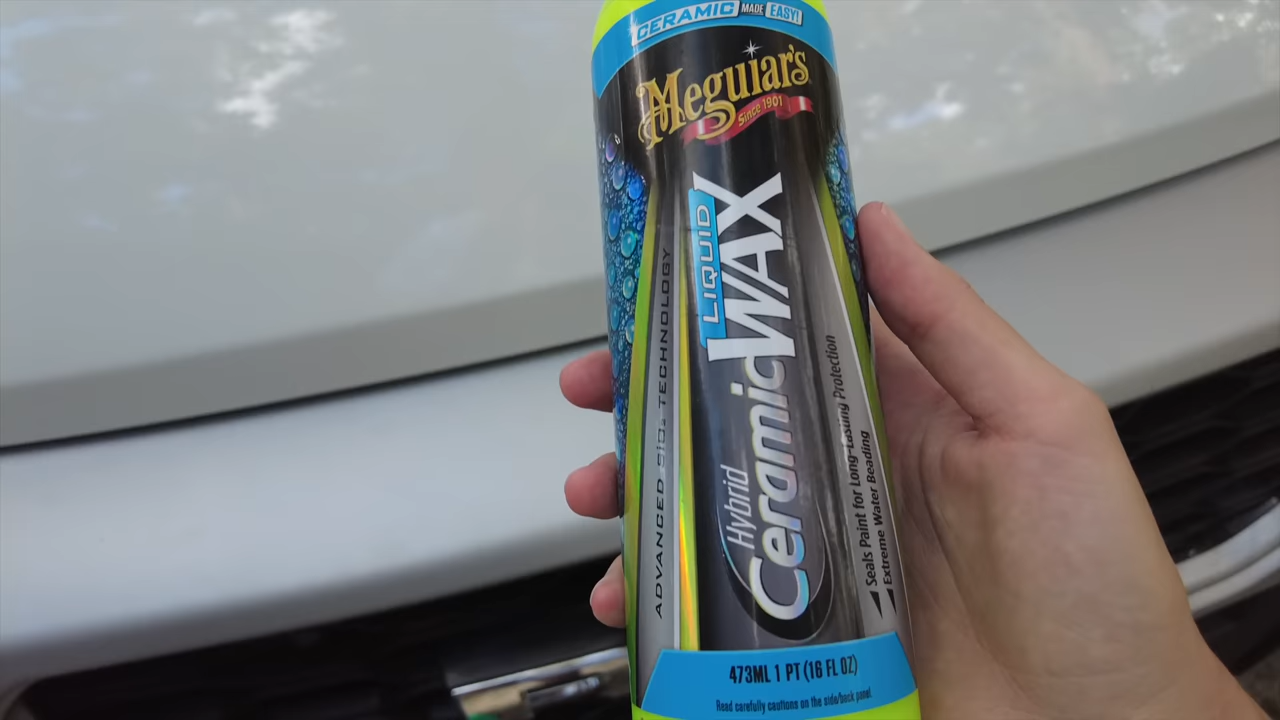 CERAMIC MADE EASY!
Meguiar's
Since 1901
LIQUID
Hybrid
Ceramic WAX
ADVANCED SIO₂ TECHNOLOGY
Seals Paint for Long-Lasting Protection
Extreme Water Beading
473ML 1 PT (16 FL OZ)
Read carefully cautions on the side/back panel